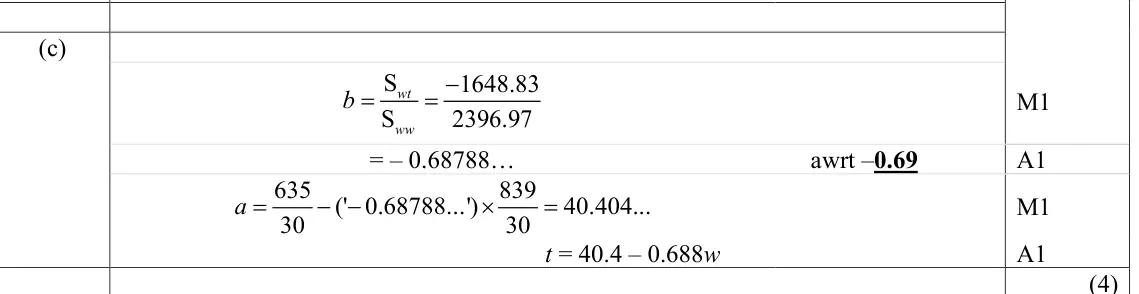 (c)
b = S_wt / S_ww = −1648.83 / 2396.97 M1
= – 0.68788… awrt –0.69 A1
a = 635/30 − ('− 0.68788...') × 839/30 = 40.404... M1
t = 40.4 – 0.688w A1
(4)